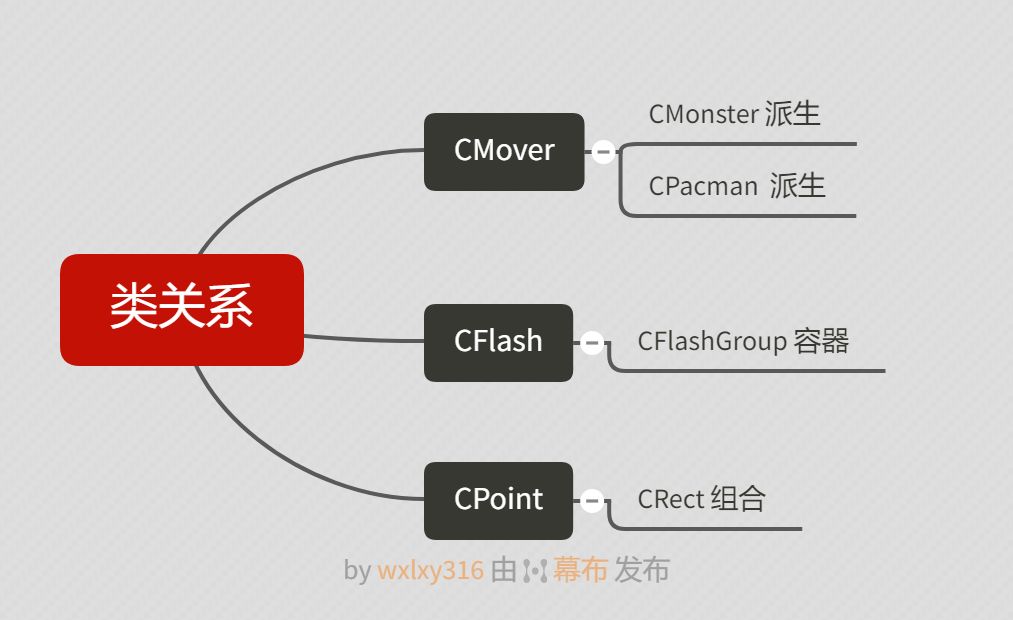 类关系
CMover
CMonster 派生
CPacman 派生
CFlash
CFlashGroup 容器
CPoint
CRect 组合
by wxlxy316 由 幕布 发布